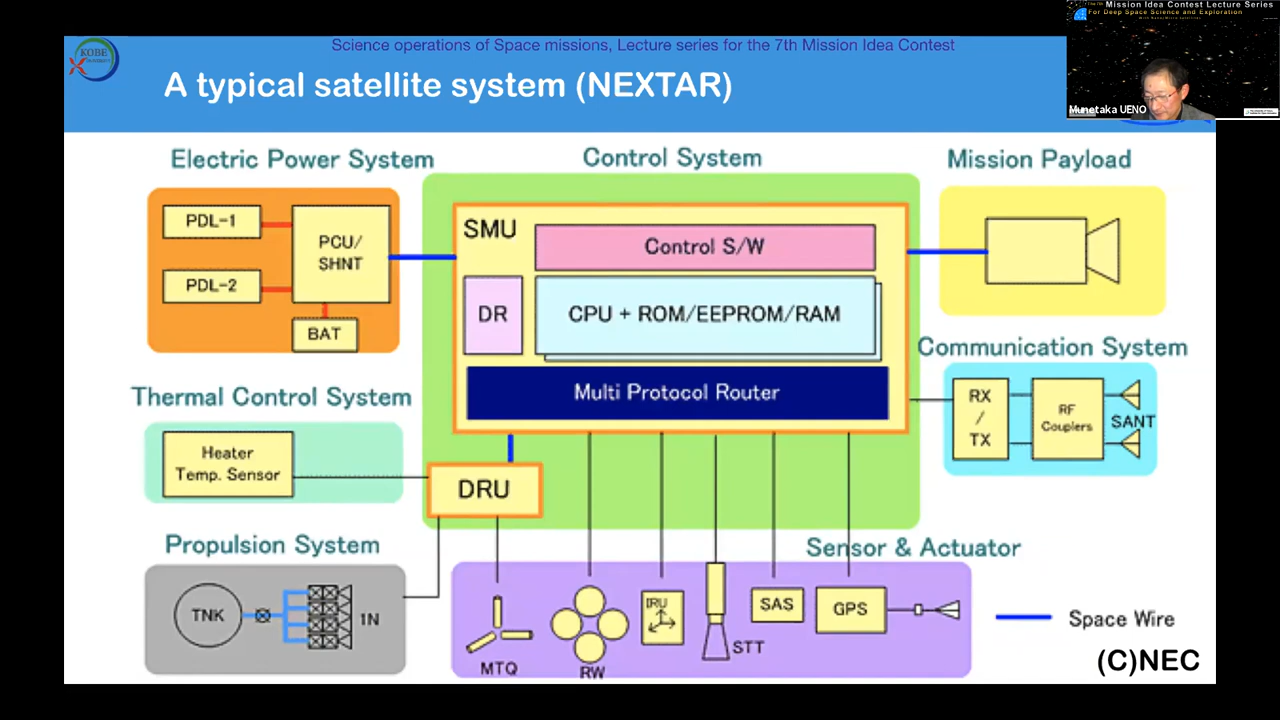 The 7th Mission Idea Contest Lecture Series
For Deep Space Science and Exploration
Munetaka UENO
KOBE
X
Science operations of Space missions, Lecture series for the 7th Mission Idea Contest
A typical satellite system (NEXTAR)
Electric Power System
Control System
Mission Payload
PDL-1
PDL-2
PCU/
SHNT
BAT
SMU
Control S/W
DR
CPU + ROM/EEPROM/RAM
Multi Protocol Router
Communication System
RX
/
TX
RF
Couplers
SANT
Thermal Control System
Heater
Temp. Sensor
DRU
Propulsion System
TNK
1N
Sensor & Actuator
MTQ
RW
IRU
STT
SAS
GPS
Space Wire
(C)NEC